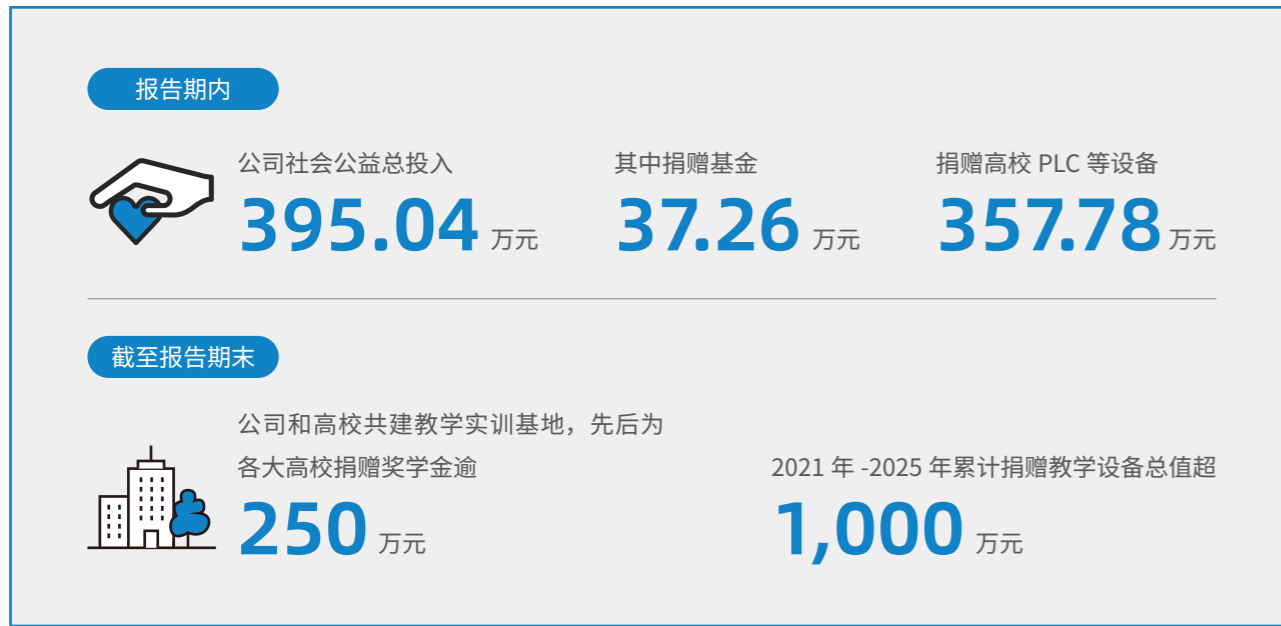 报告期内
公司社会公益总投入
395.04 万元
其中捐赠基金
37.26 万元
捐赠高校 PLC 等设备
357.78 万元
截至报告期末
公司和高校共建教学实训基地，先后为
各大高校捐赠奖学金逾
250 万元
2021 年 -2025 年累计捐赠教学设备总值超
1,000 万元